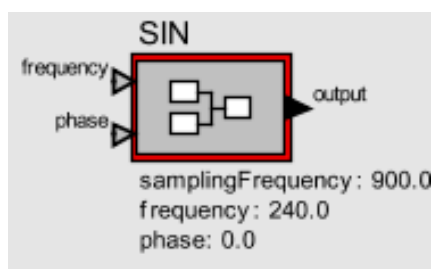 SIN
frequency
phase
output
samplingFrequency: 900.0
frequency: 240.0
phase: 0.0